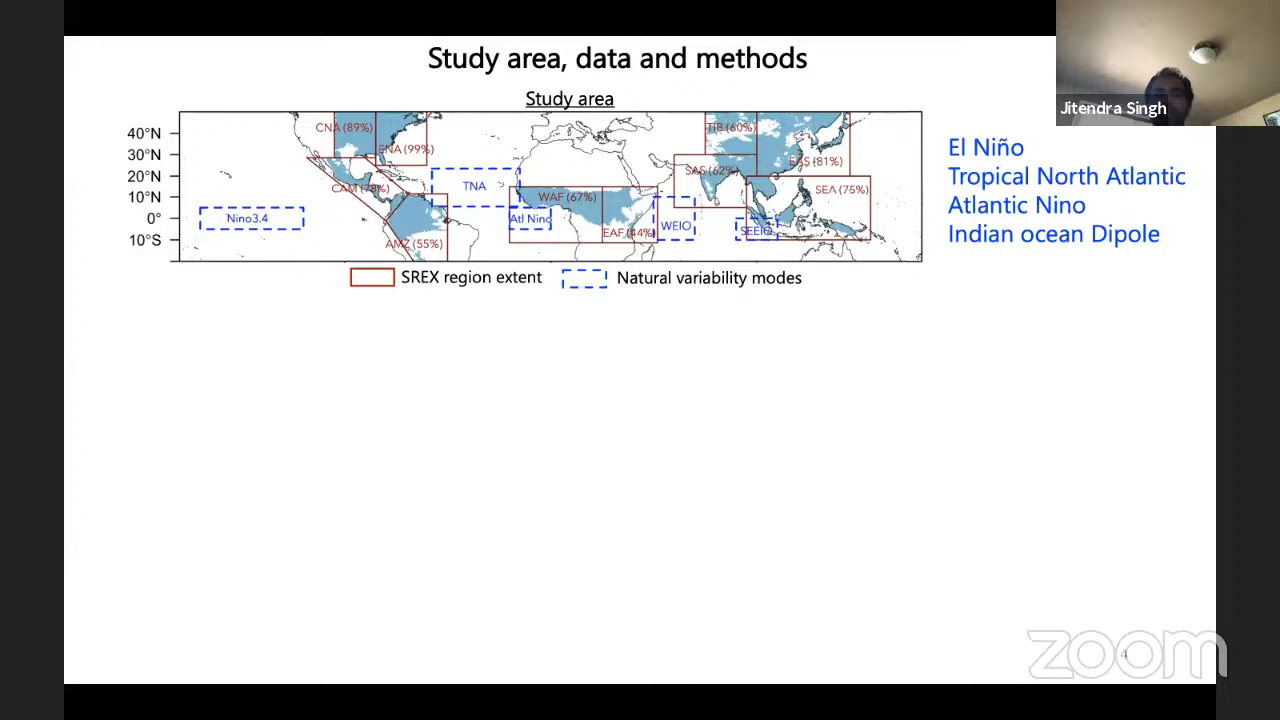 Study area, data and methods
Jitendra Singh
Study area
40°N
30°N
20°N
10°N
0°
10°S
CNA (89%)
ENA (99%)
CAM (78%)
AMZ (55%)
Nino3.4
TNA
WAF (67%)
Atl Nino
EAF (44%)
WEIO
TIB (60%)
SAS (62%)
EAS (81%)
SEA (75%)
SEEIO
SREX region extent
Natural variability modes
El Niño
Tropical North Atlantic
Atlantic Nino
Indian ocean Dipole
4
zoom